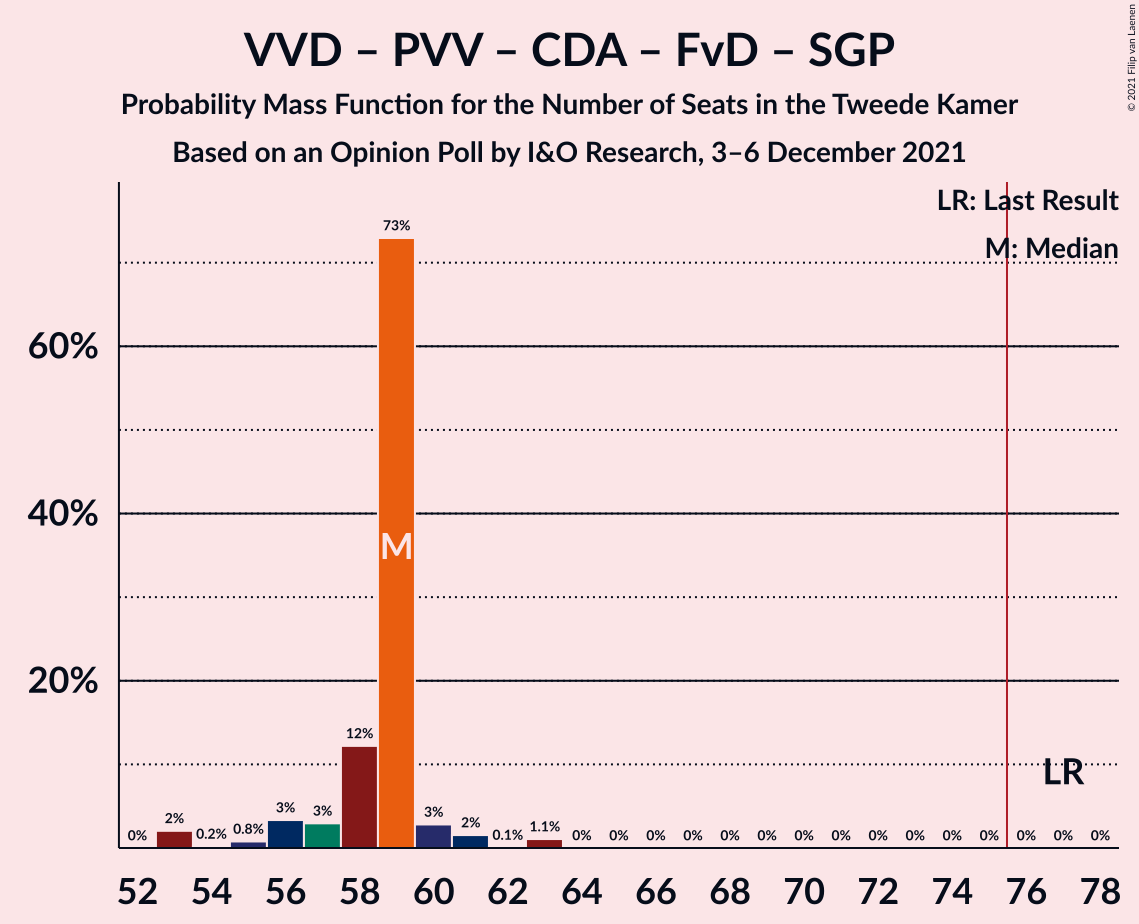 VVD – PVV – CDA – FvD – SGP
Probability Mass Function for the Number of Seats in the Tweede Kamer
Based on an Opinion Poll by I&O Research, 3–6 December 2021
© 2021 Filip van Laenen
LR: Last Result
M: Median
73%
60%
40%
M
20%
12%
LR
0% 2% 0.2% 0.8% 3% 3% 3% 2% 0.1% 1.1% 0% 0% 0% 0% 0% 0% 0% 0% 0% 0% 0% 0% 0% 0% 0%
52 54 56 58 60 62 64 66 68 70 72 74 76 78